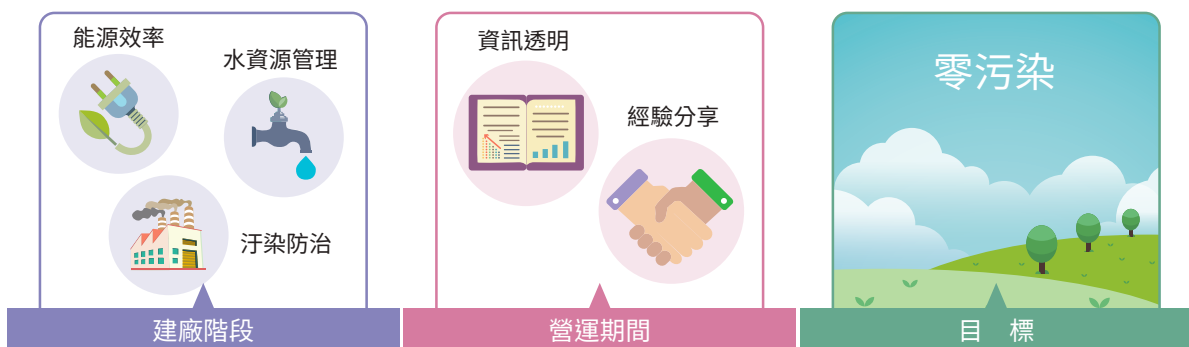 能源效率
水資源管理
汙染防治
建廠階段
資訊透明
經驗分享
營運期間
零污染
目 標